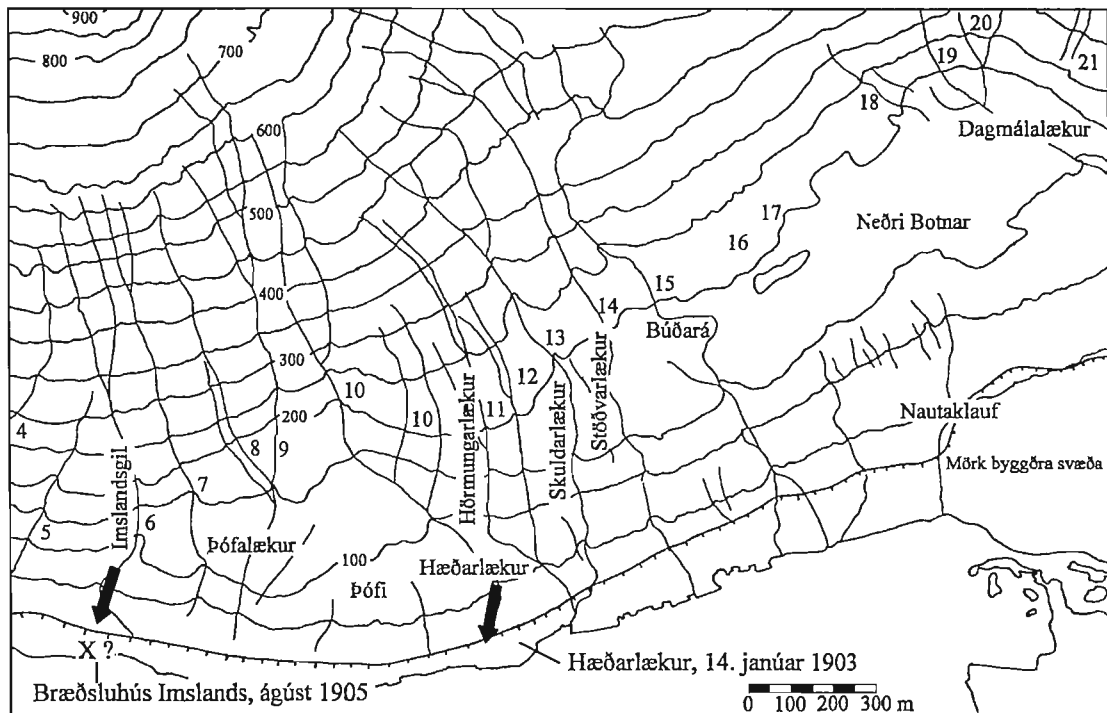 900
800
700
600
500
400
300
200
100
20
19
21
18
Dagmálalækur
17
16
Neðri Botnar
15
14
Búðará
13
12
11
10
10
Nautaklauf
Mörk byggðra svæða
4
5
6
7
8
9
Imslandsgil
Þófalækur
Hörmungarlækur
Skuldarlækur
Stöðvarlækur
Hæðarlækur
Þófi
X ?
Hæðarlækur, 14. janúar 1903
Bræðsluhús Imslands, ágúst 1905
0 100 200 300 m